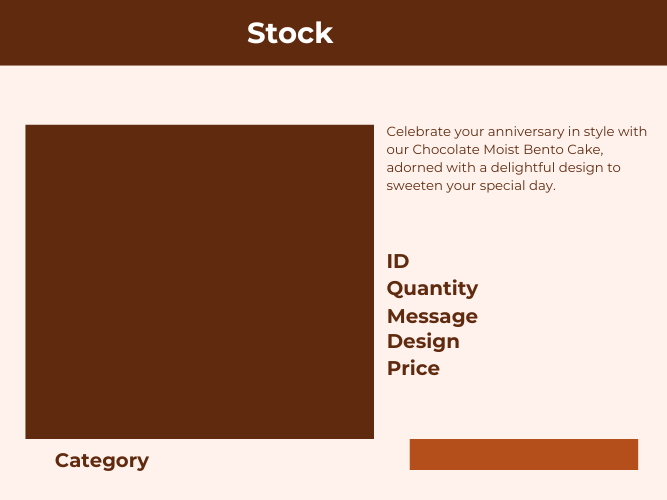 Stock
Celebrate your anniversary in style with
our Chocolate Moist Bento Cake,
adorned with a delightful design to
sweeten your special day.
ID
Quantity
Message
Design
Price
Category